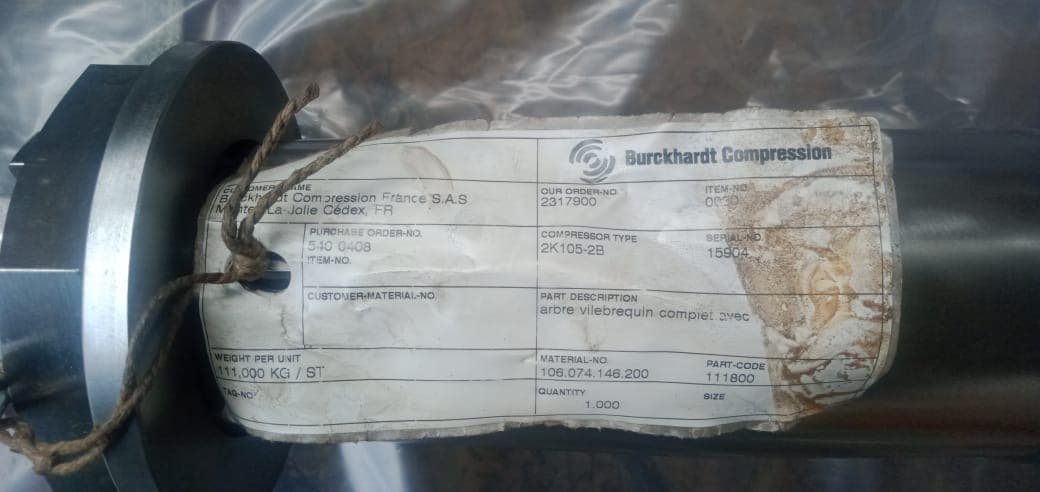 Burckhardt Compression
CUSTOMER NAME
Burckhardt Compression France S.A.S
Mantes-La-Jolie Cédex, FR
OUR ORDER-NO.
2317900
ITEM-NO.
PURCHASE ORDER-NO.
540 0408
ITEM-NO.
COMPRESSOR TYPE
2K105-2B
SERIAL-NO.
15904
CUSTOMER-MATERIAL-NO.
PART DESCRIPTION
arbre vilebrequin complet avec
WEIGHT PER UNIT
111,000 KG / ST
MATERIAL-NO.
106.074.146.200
PART-CODE
111800
TAG-NO.
QUANTITY
1.000
SIZE